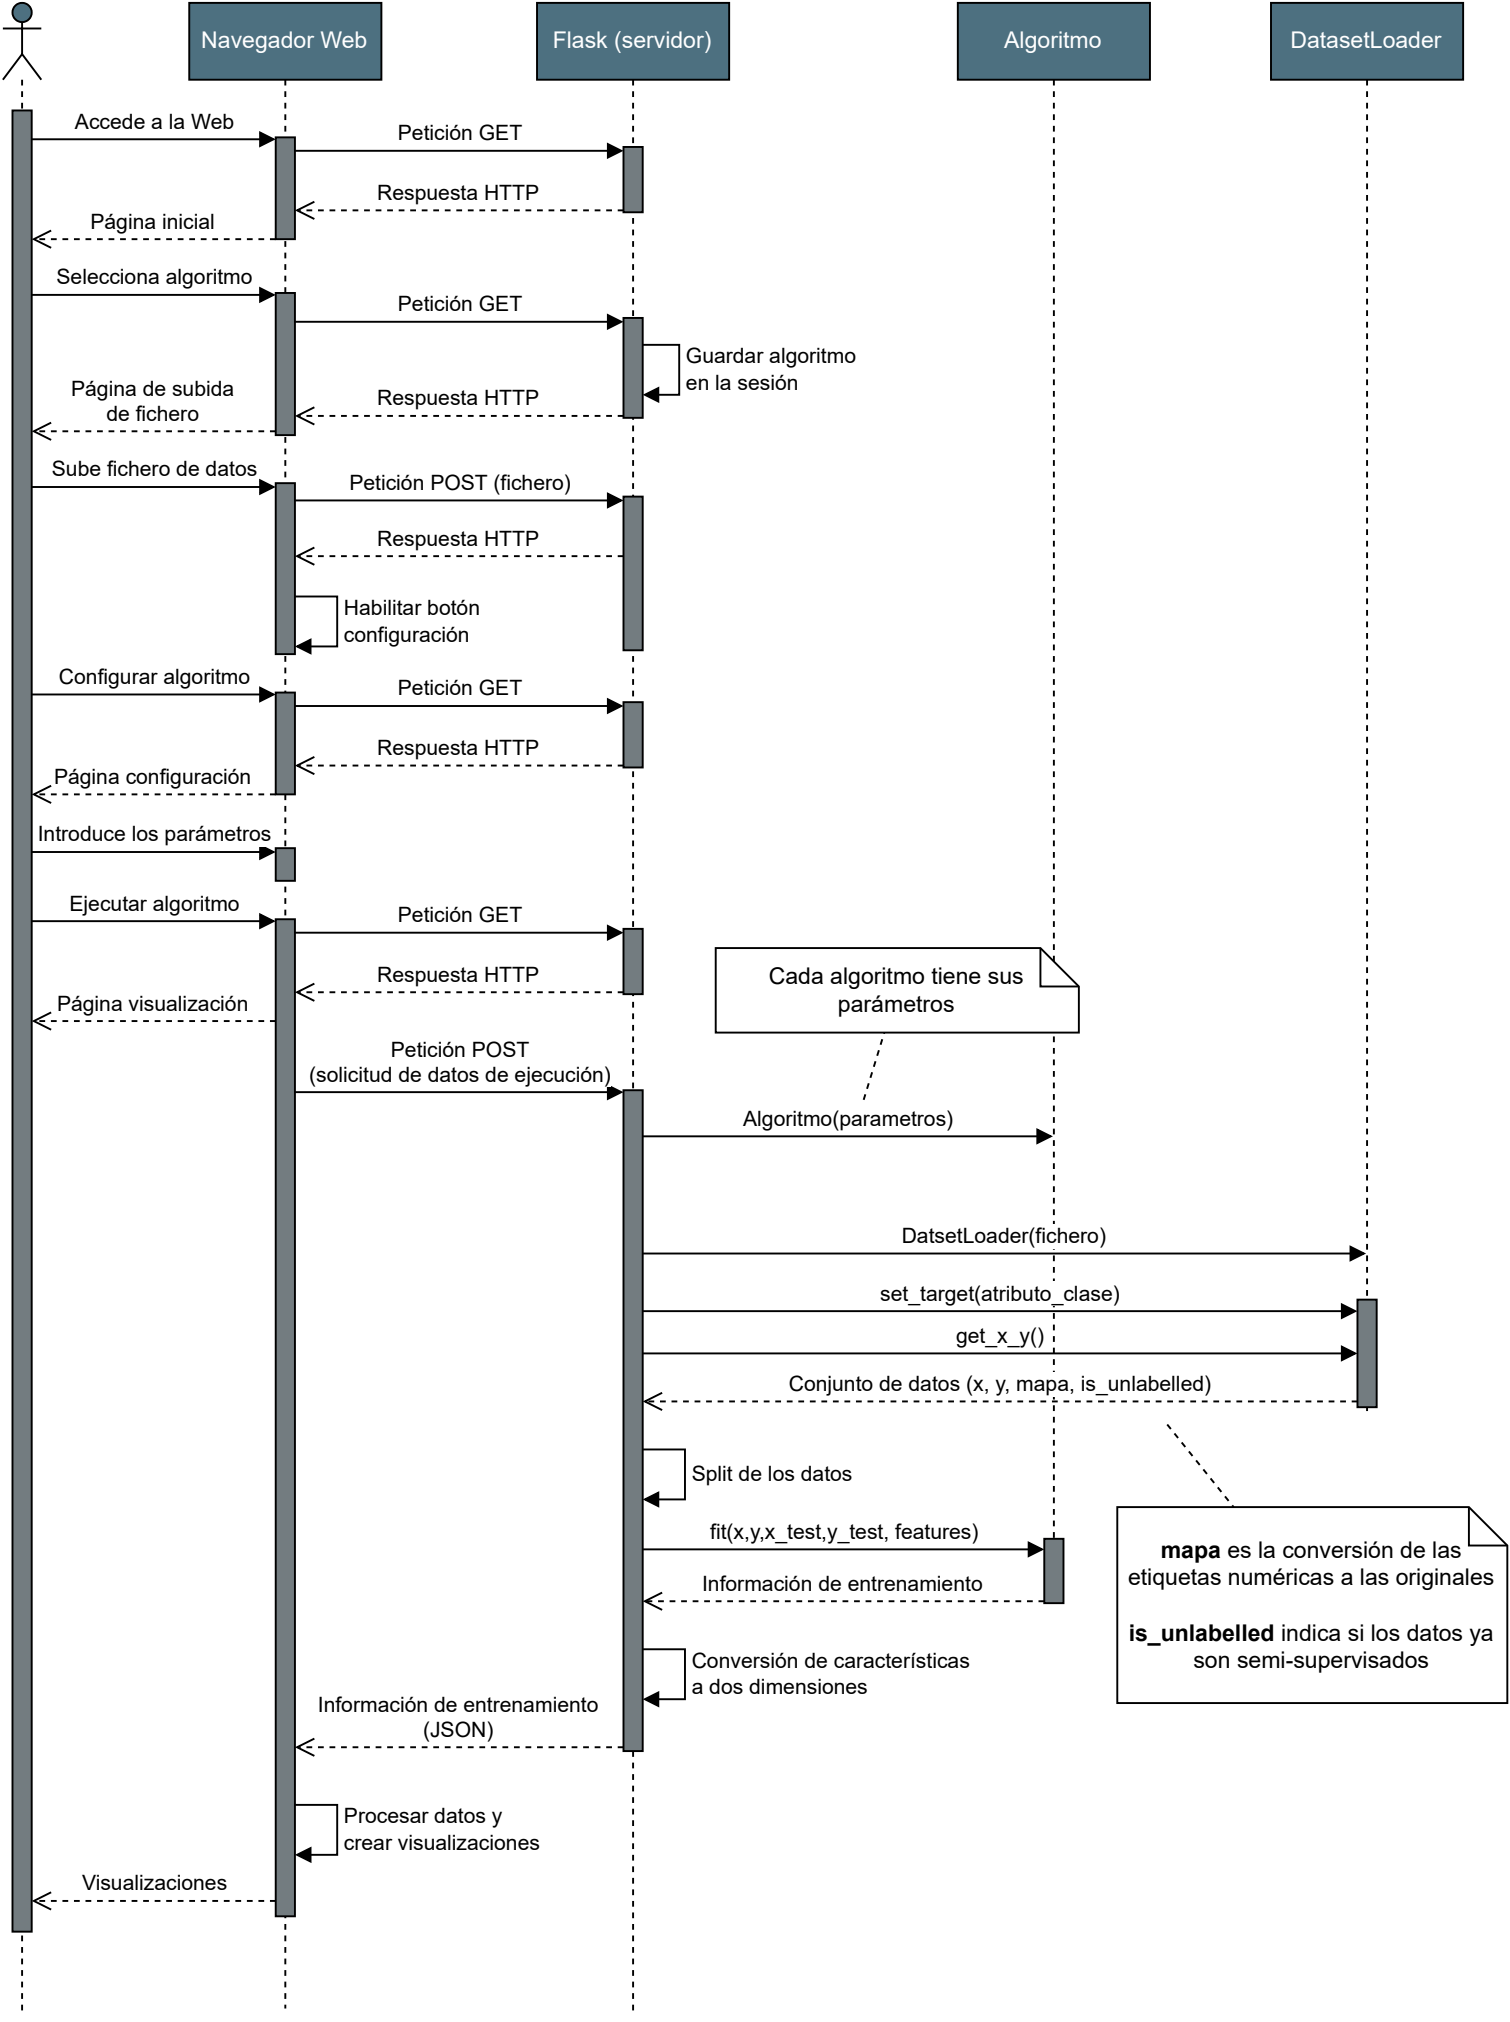 Navegador Web
Flask (servidor)
Algoritmo
DatasetLoader
Accede a la Web
Petición GET
Respuesta HTTP
Página inicial
Selecciona algoritmo
Petición GET
Guardar algoritmo
en la sesión
Respuesta HTTP
Página de subida
de fichero
Sube fichero de datos
Petición POST (fichero)
Respuesta HTTP
Habilitar botón
configuración
Configurar algoritmo
Petición GET
Respuesta HTTP
Página configuración
Introduce los parámetros
Ejecutar algoritmo
Petición GET
Respuesta HTTP
Cada algoritmo tiene sus
parámetros
Página visualización
Petición POST
(solicitud de datos de ejecución)
Algoritmo(parametros)
DatsetLoader(fichero)
set_target(atributo_clase)
get_x_y()
Conjunto de datos (x, y, mapa, is_unlabelled)
Split de los datos
fit(x,y,x_test,y_test, features)
Información de entrenamiento
mapa es la conversión de las
etiquetas numéricas a las originales
is_unlabelled indica si los datos ya
son semi-supervisados
Conversión de características
a dos dimensiones
Información de entrenamiento
(JSON)
Procesar datos y
crear visualizaciones
Visualizaciones